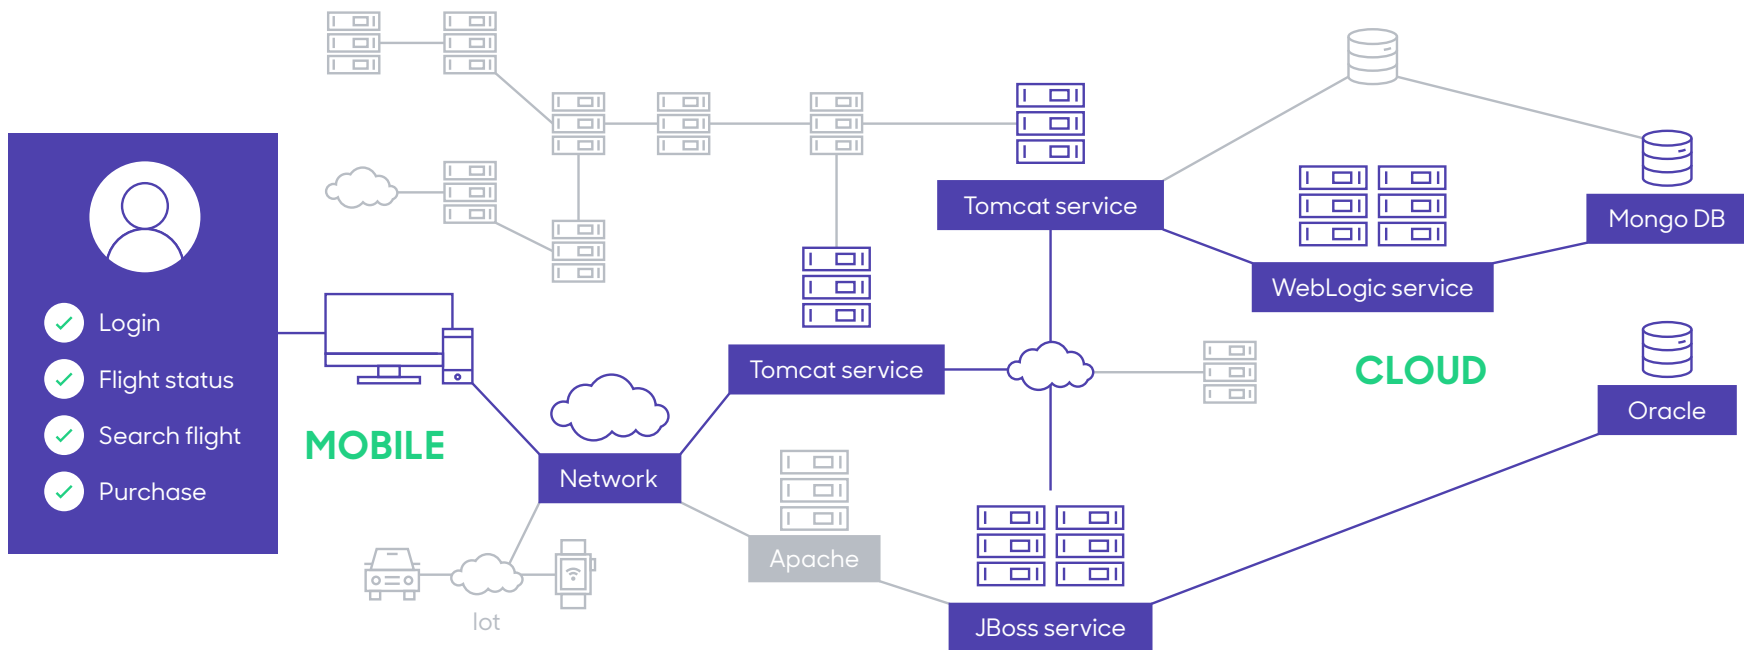 Login
Flight status
Search flight
Purchase
MOBILE
Network
Iot
Tomcat service
Apache
Tomcat service
JBoss service
WebLogic service
CLOUD
Mongo DB
Oracle